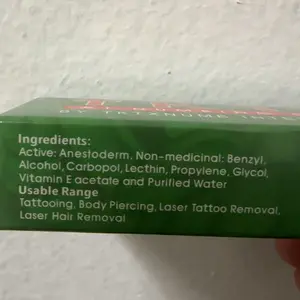 Ingredients:
Active: Anestoderm. Non-medicinal: Benzyl,
Alcohol, Carbopol, Lecthin, Propylene, Glycol,
Vitamin E acetate and Purified Water
Usable Range
Tattooing, Body Piercing, Laser Tattoo Removal,
Laser Hair Removal